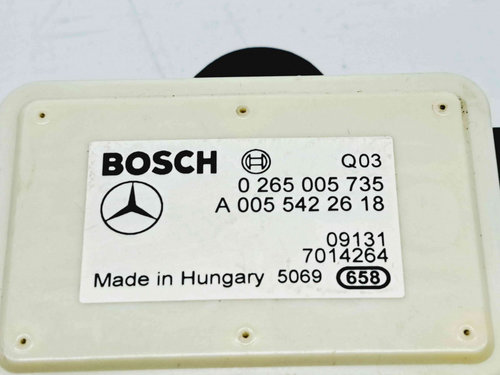 BOSCH Q03
0 265 005 735
A 005 542 26 18
09131
7014264
Made in Hungary 5069 658